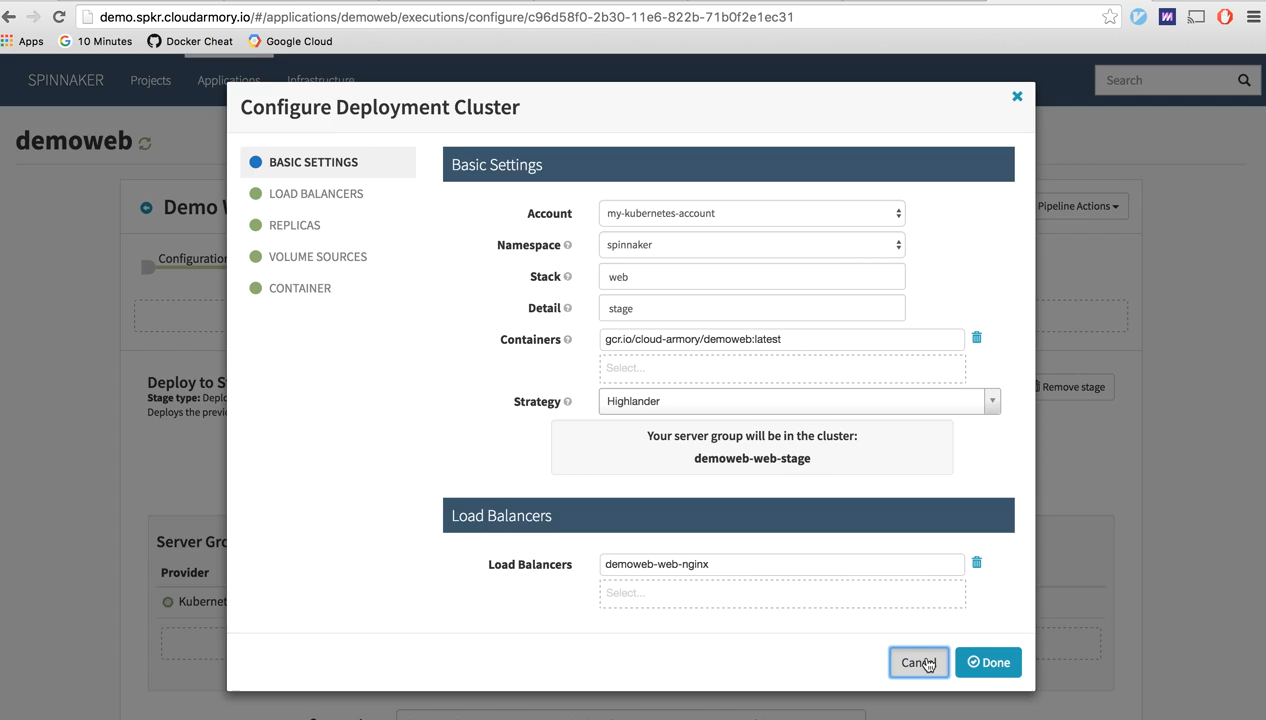 demo.spkr.cloudarmory.io/#/applications/demoweb/executions/configure/c96d58f0-2b30-11e6-822b-71b0f2e1ec31
Apps 10 Minutes Docker Cheat Google Cloud
SPINNAKER Projects Applications Infrastructure Search
Configure Deployment Cluster
demoweb
BASIC SETTINGS
LOAD BALANCERS
REPLICAS
VOLUME SOURCES
CONTAINER
Basic Settings
Account my-kubernetes-account
Namespace spinnaker
Stack web
Detail stage
Containers gcr.io/cloud-armory/demoweb:latest
Select...
Strategy Highlander
Your server group will be in the cluster:
demoweb-web-stage
Load Balancers
Load Balancers demoweb-web-nginx
Select...
Cancel Done
Demo
Pipeline Actions
Configuration
Deploy to
Stage type:
Deploys the
Remove stage
Server
Provider